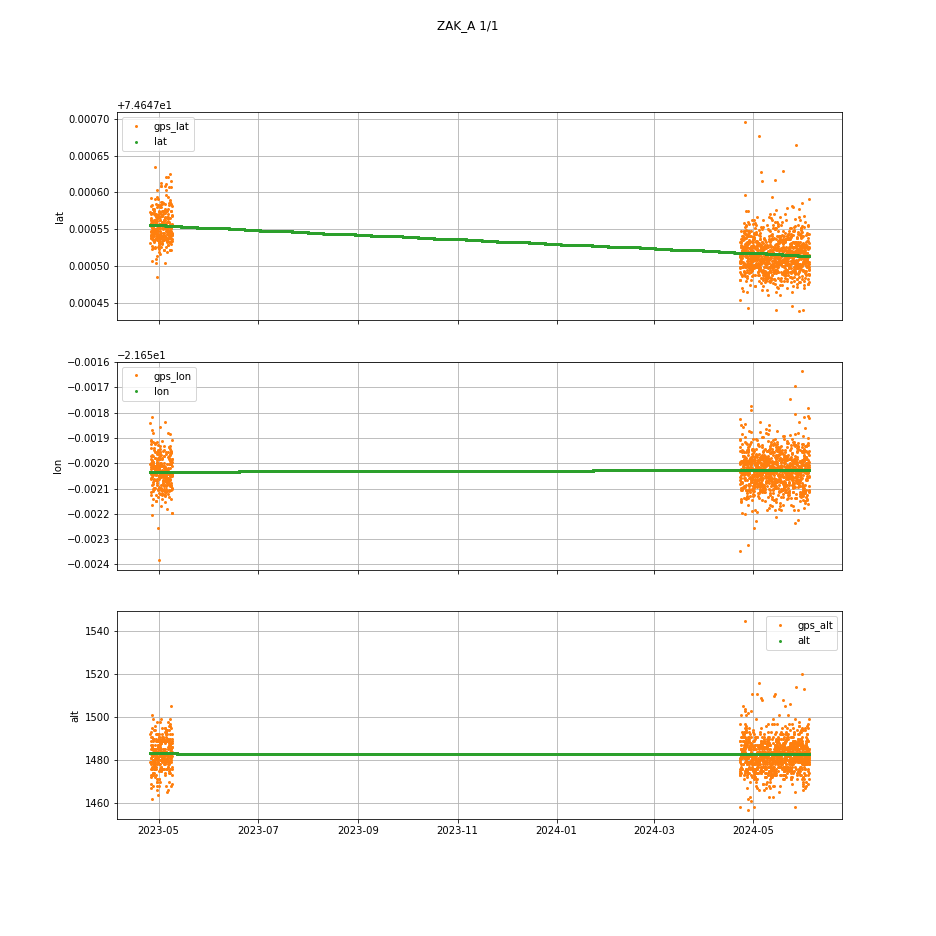 ZAK_A 1/1
+7.4647e1
0.00070
0.00065
0.00060
0.00055
0.00050
0.00045
lat
gps_lat
lat
−2.165e1
−0.0016
−0.0017
−0.0018
−0.0019
−0.0020
−0.0021
−0.0022
−0.0023
−0.0024
lon
gps_lon
lon
1540
1520
1500
1480
1460
alt
gps_alt
alt
2023-05 2023-07 2023-09 2023-11 2024-01 2024-03 2024-05